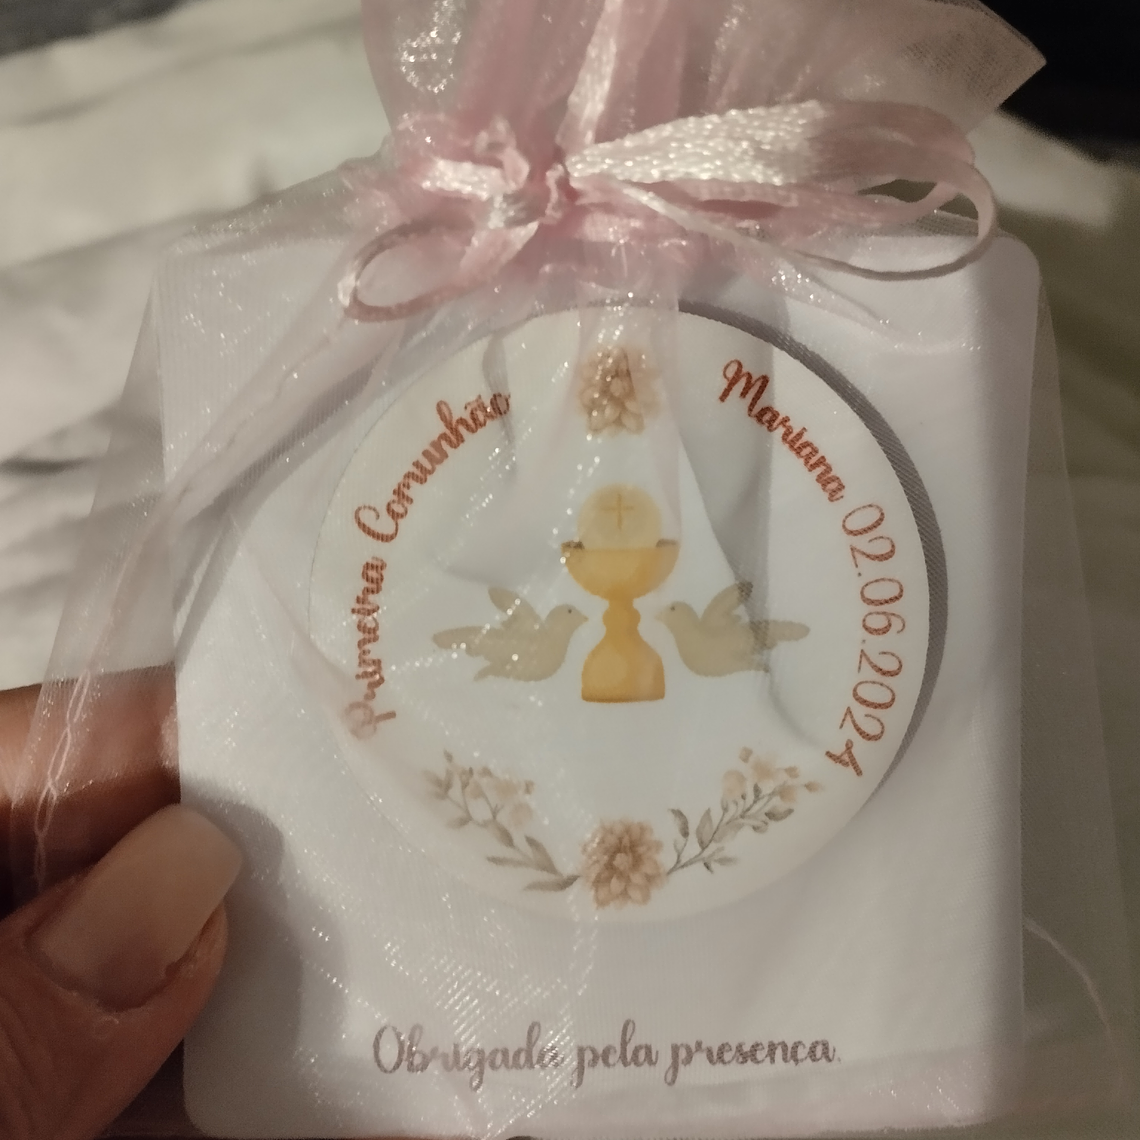 Primeira Comunhão
Mariana 02.06.2024
Obrigada pela presença.